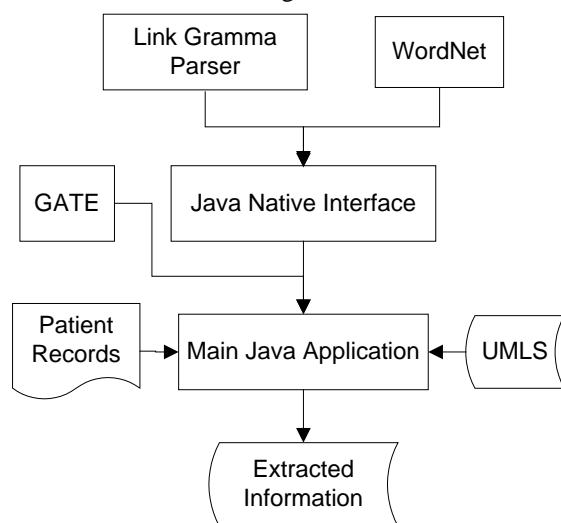 Link Gramma
Parser
WordNet
GATE
Java Native Interface
Patient
Records
Main Java Application
UMLS
Extracted
Information